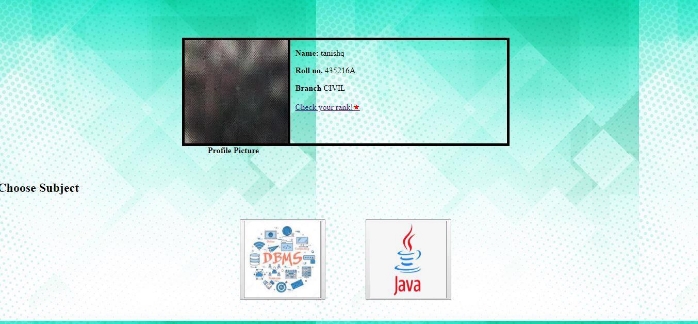 Name: tanishq
Roll no. 435216A
Branch CIVIL
Check your rank!★
Profile Picture
Choose Subject
DBMS
Java